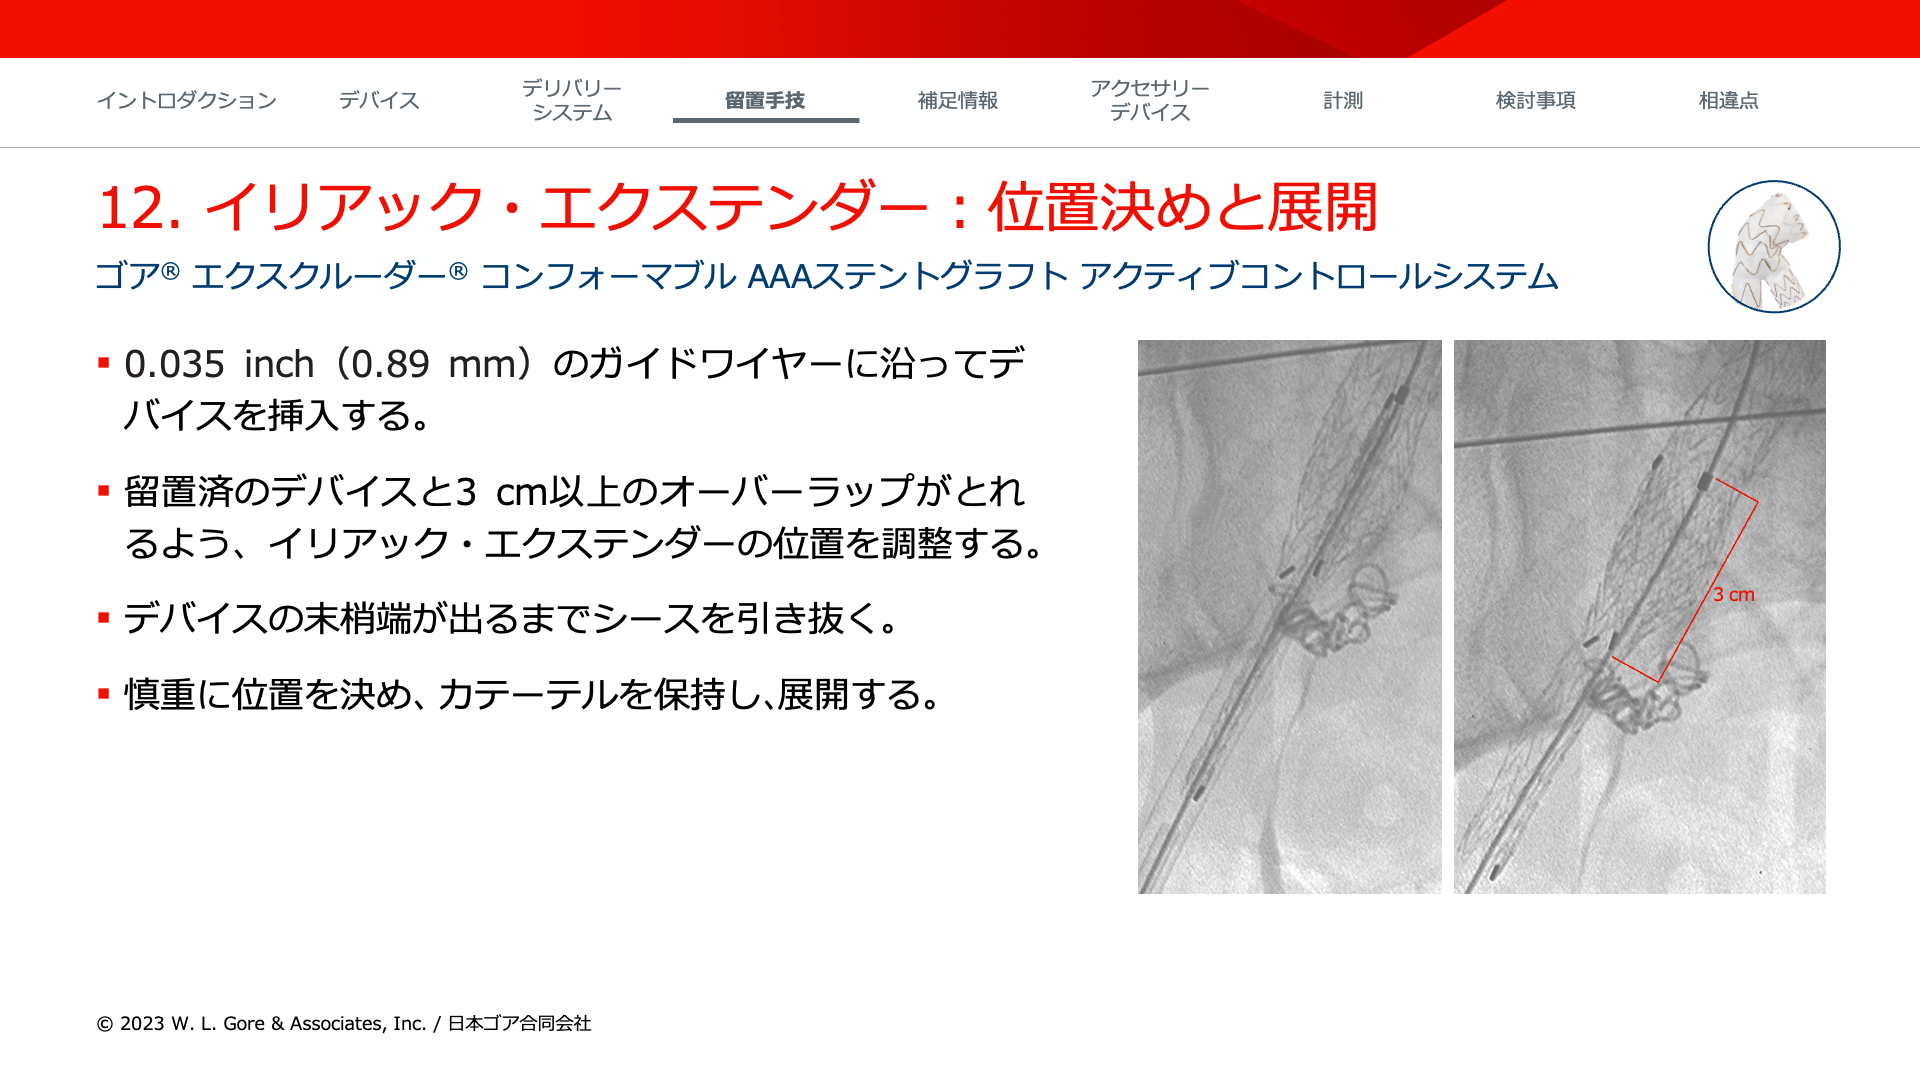 イントロダクション
デバイス
デリバリー
システム
留置手技
補足情報
アクセサリー
デバイス
計測
検討事項
相違点
12. イリアック・エクステンダー：位置決めと展開
ゴア® エクスクルーダー® コンフォーマブル AAAステントグラフト アクティブコントロールシステム
▪ 0.035 inch（0.89 mm）のガイドワイヤーに沿ってデ
バイスを挿入する。
▪ 留置済のデバイスと3 cm以上のオーバーラップがとれ
るよう、イリアック・エクステンダーの位置を調整する。
▪ デバイスの末梢端が出るまでシースを引き抜く。
▪ 慎重に位置を決め、カテーテルを保持し、展開する。
3 cm
© 2023 W. L. Gore & Associates, Inc. / 日本ゴア合同会社